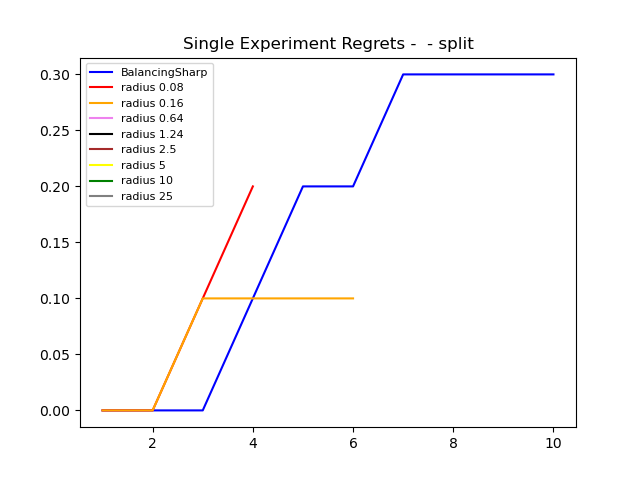 Single Experiment Regrets -  - split
0.30
0.25
0.20
0.15
0.10
0.05
0.00
BalancingSharp
radius 0.08
radius 0.16
radius 0.64
radius 1.24
radius 2.5
radius 5
radius 10
radius 25
2 4 6 8 10